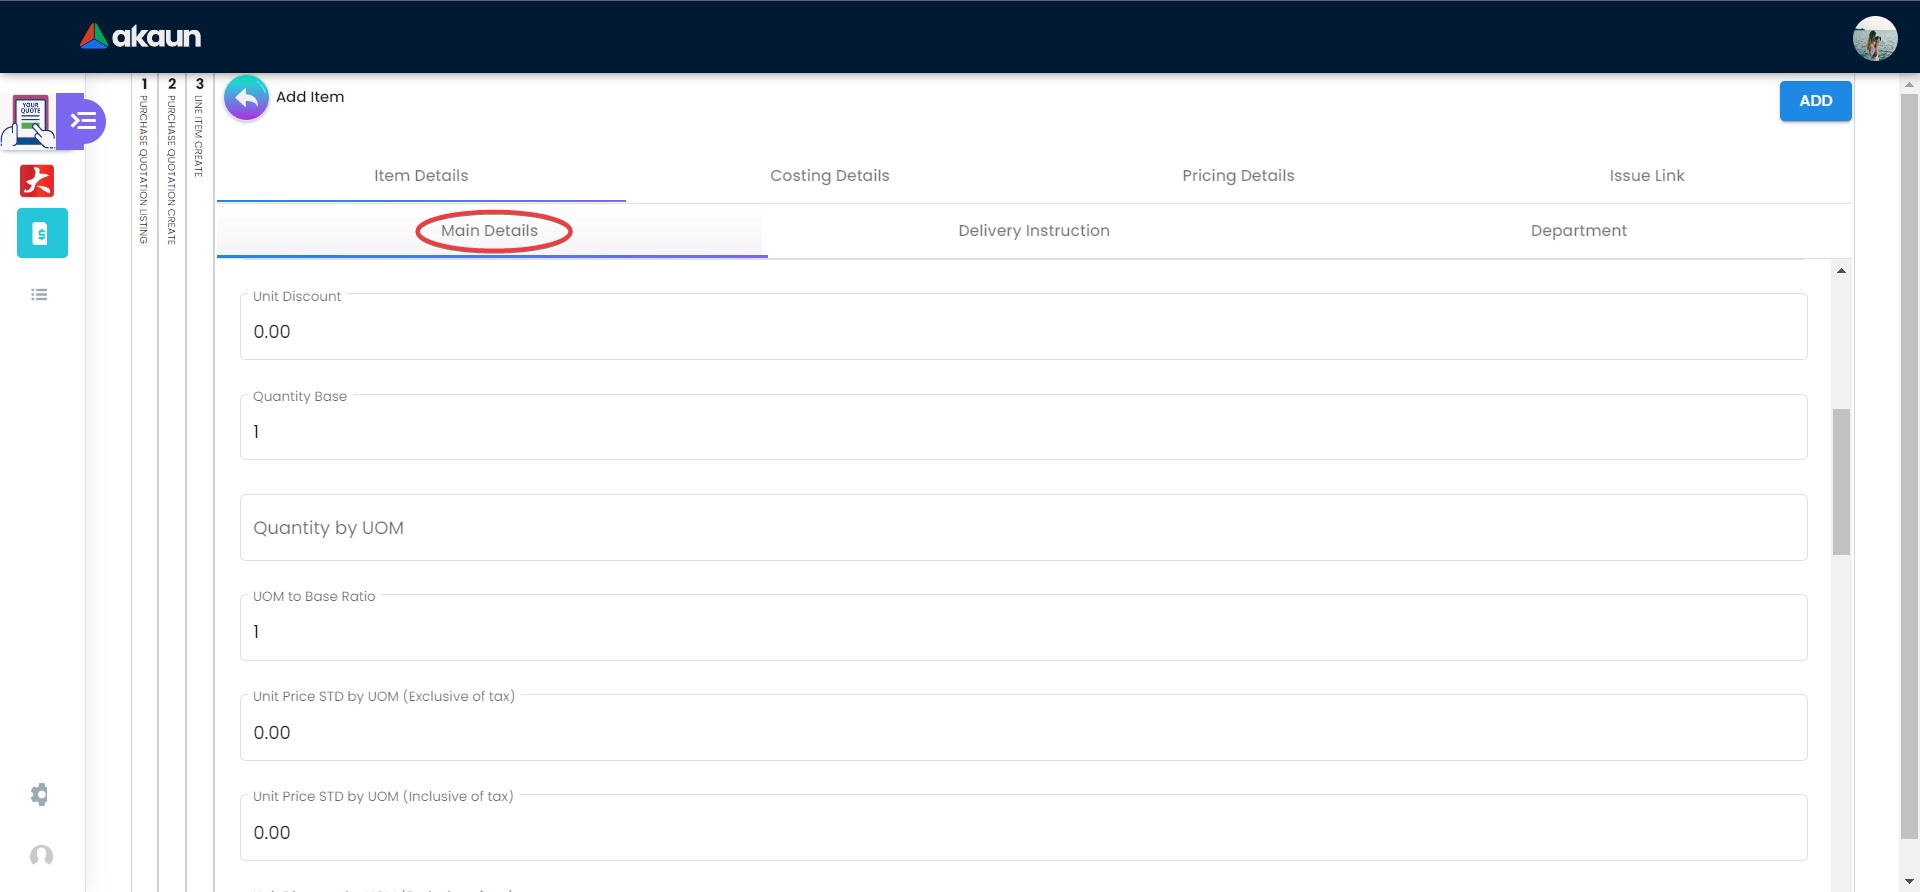 akaun
YOUR
QUOTE
1 PURCHASE QUOTATION LISTING
2 PURCHASE QUOTATION CREATE
3 LINE ITEM CREATE
Add Item
ADD
Item Details
Costing Details
Pricing Details
Issue Link
Main Details
Delivery Instruction
Department
Unit Discount
0.00
Quantity Base
1
Quantity by UOM
UOM to Base Ratio
1
Unit Price STD by UOM (Exclusive of tax)
0.00
Unit Price STD by UOM (Inclusive of tax)
0.00